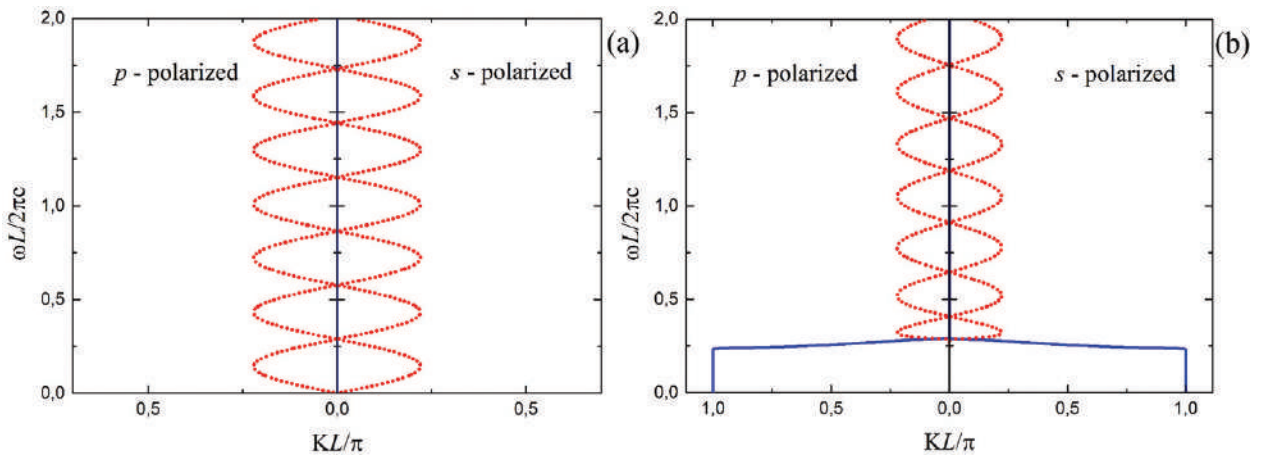 2,0
(a)
p - polarized
s - polarized
1,5
1,0
ωL/2πc
0,5
0,0
0,5
0,0
0,5
KL/π
2,0
(b)
p - polarized
s - polarized
1,5
1,0
ωL/2πc
0,5
0,0
1,0
0,5
0,0
0,5
1,0
KL/π